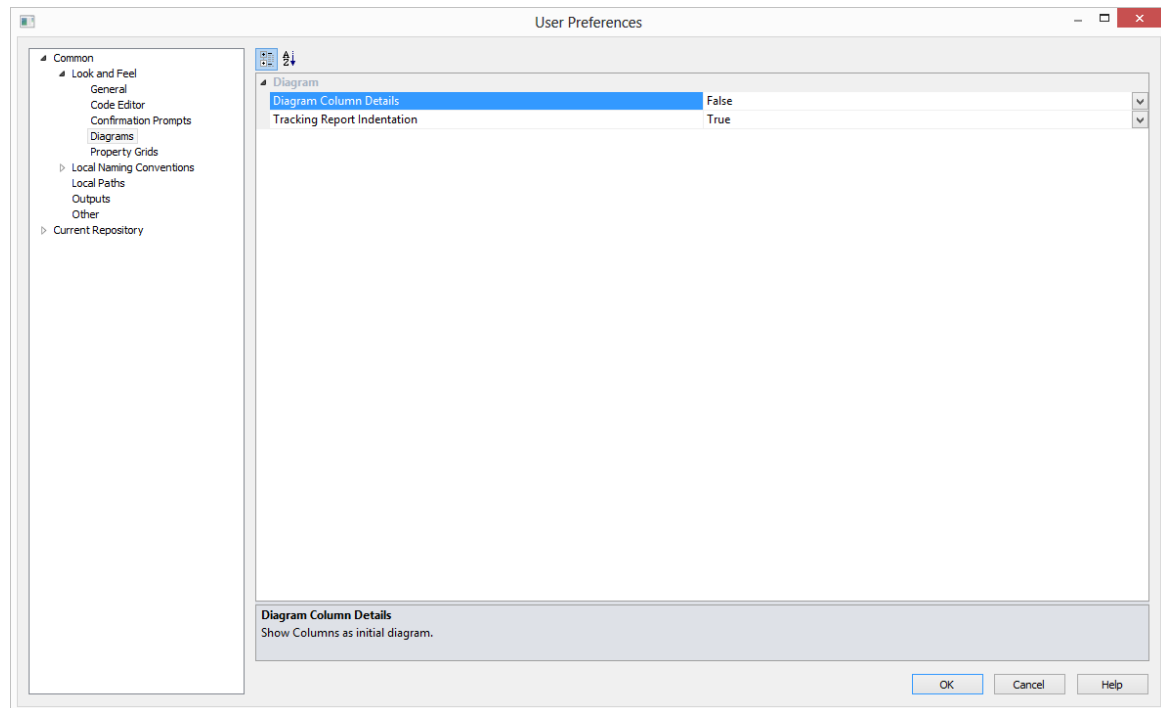 User Preferences
Common
Look and Feel
General
Code Editor
Confirmation Prompts
Diagrams
Property Grids
Local Naming Conventions
Local Paths
Outputs
Other
Current Repository
Diagram
Diagram Column Details False
Tracking Report Indentation True
Diagram Column Details
Show Columns as initial diagram.
OK Cancel Help